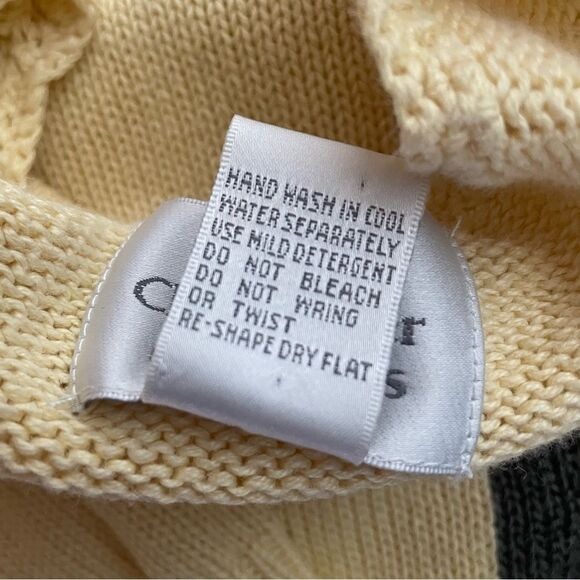 HAND WASH IN COOL
WATER SEPARATELY
USE MILD DETERGENT
DO NOT BLEACH
DO NOT WRING
OR TWIST
RE-SHAPE DRY FLAT